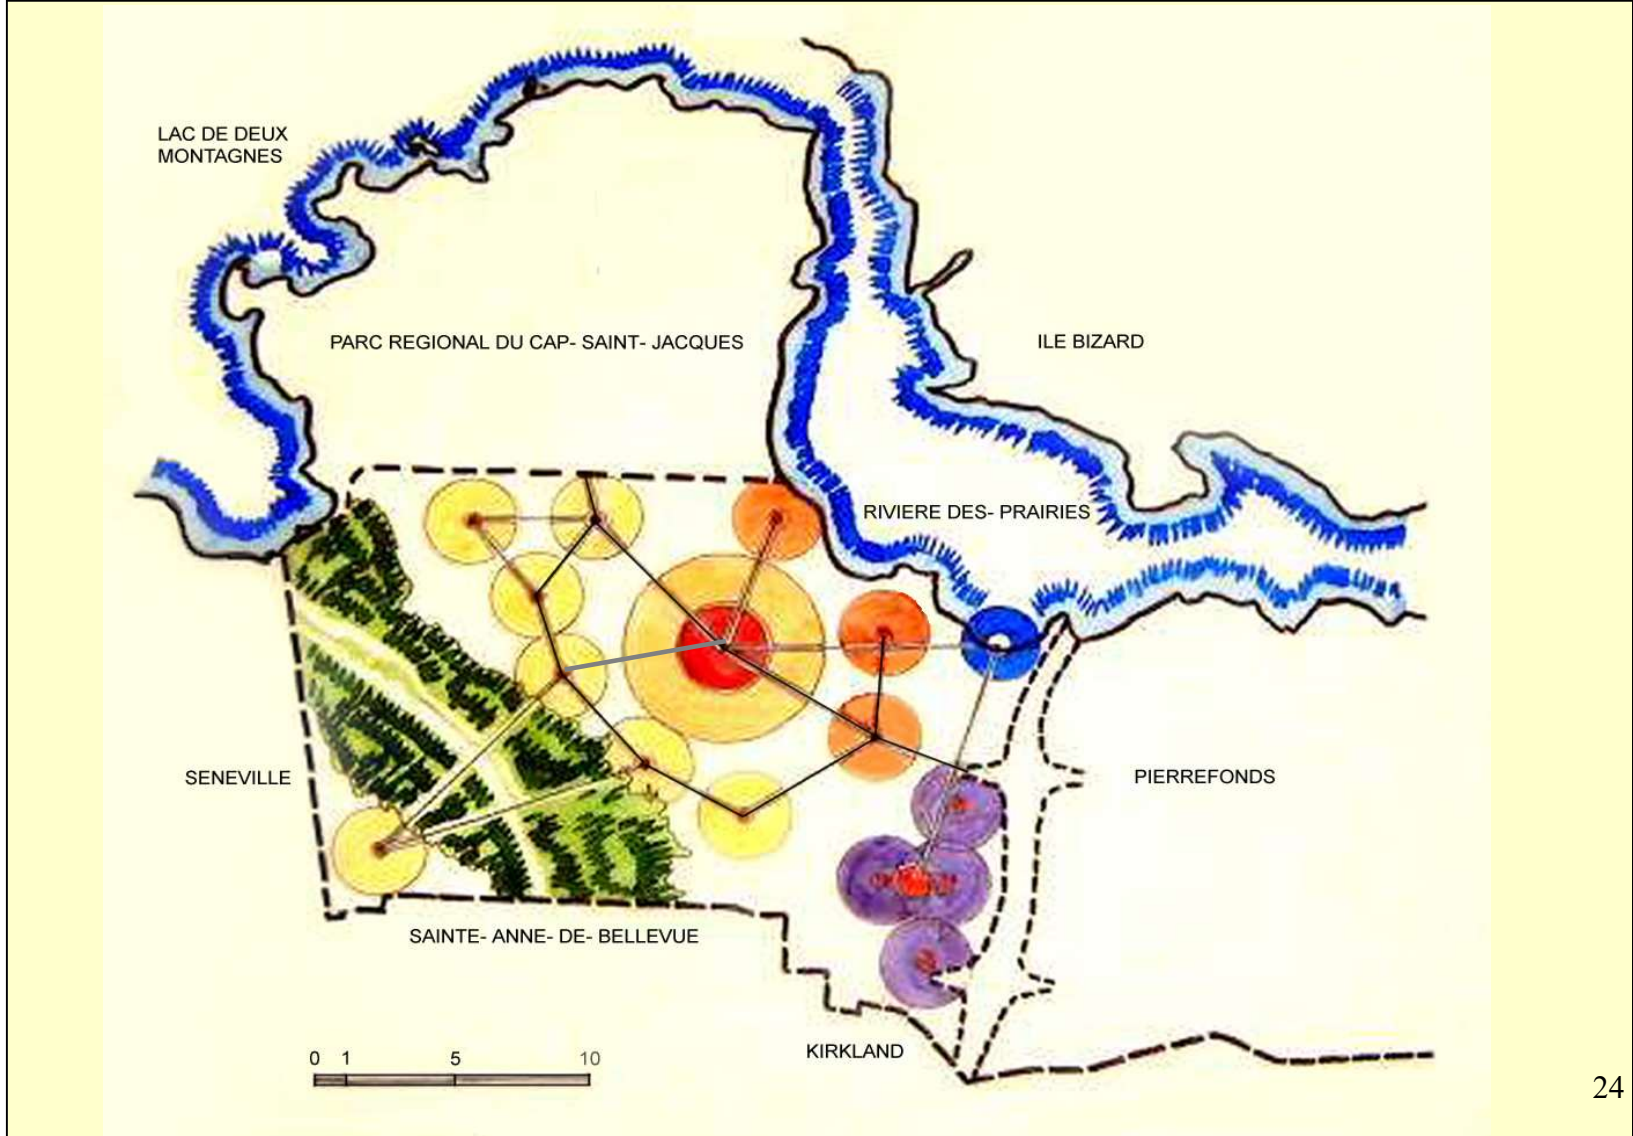 LAC DE DEUX
MONTAGNES
PARC REGIONAL DU CAP- SAINT- JACQUES
ILE BIZARD
RIVIERE DES- PRAIRIES
SENEVILLE
PIERREFONDS
SAINTE- ANNE- DE- BELLEVUE
KIRKLAND
0 1 5 10
24